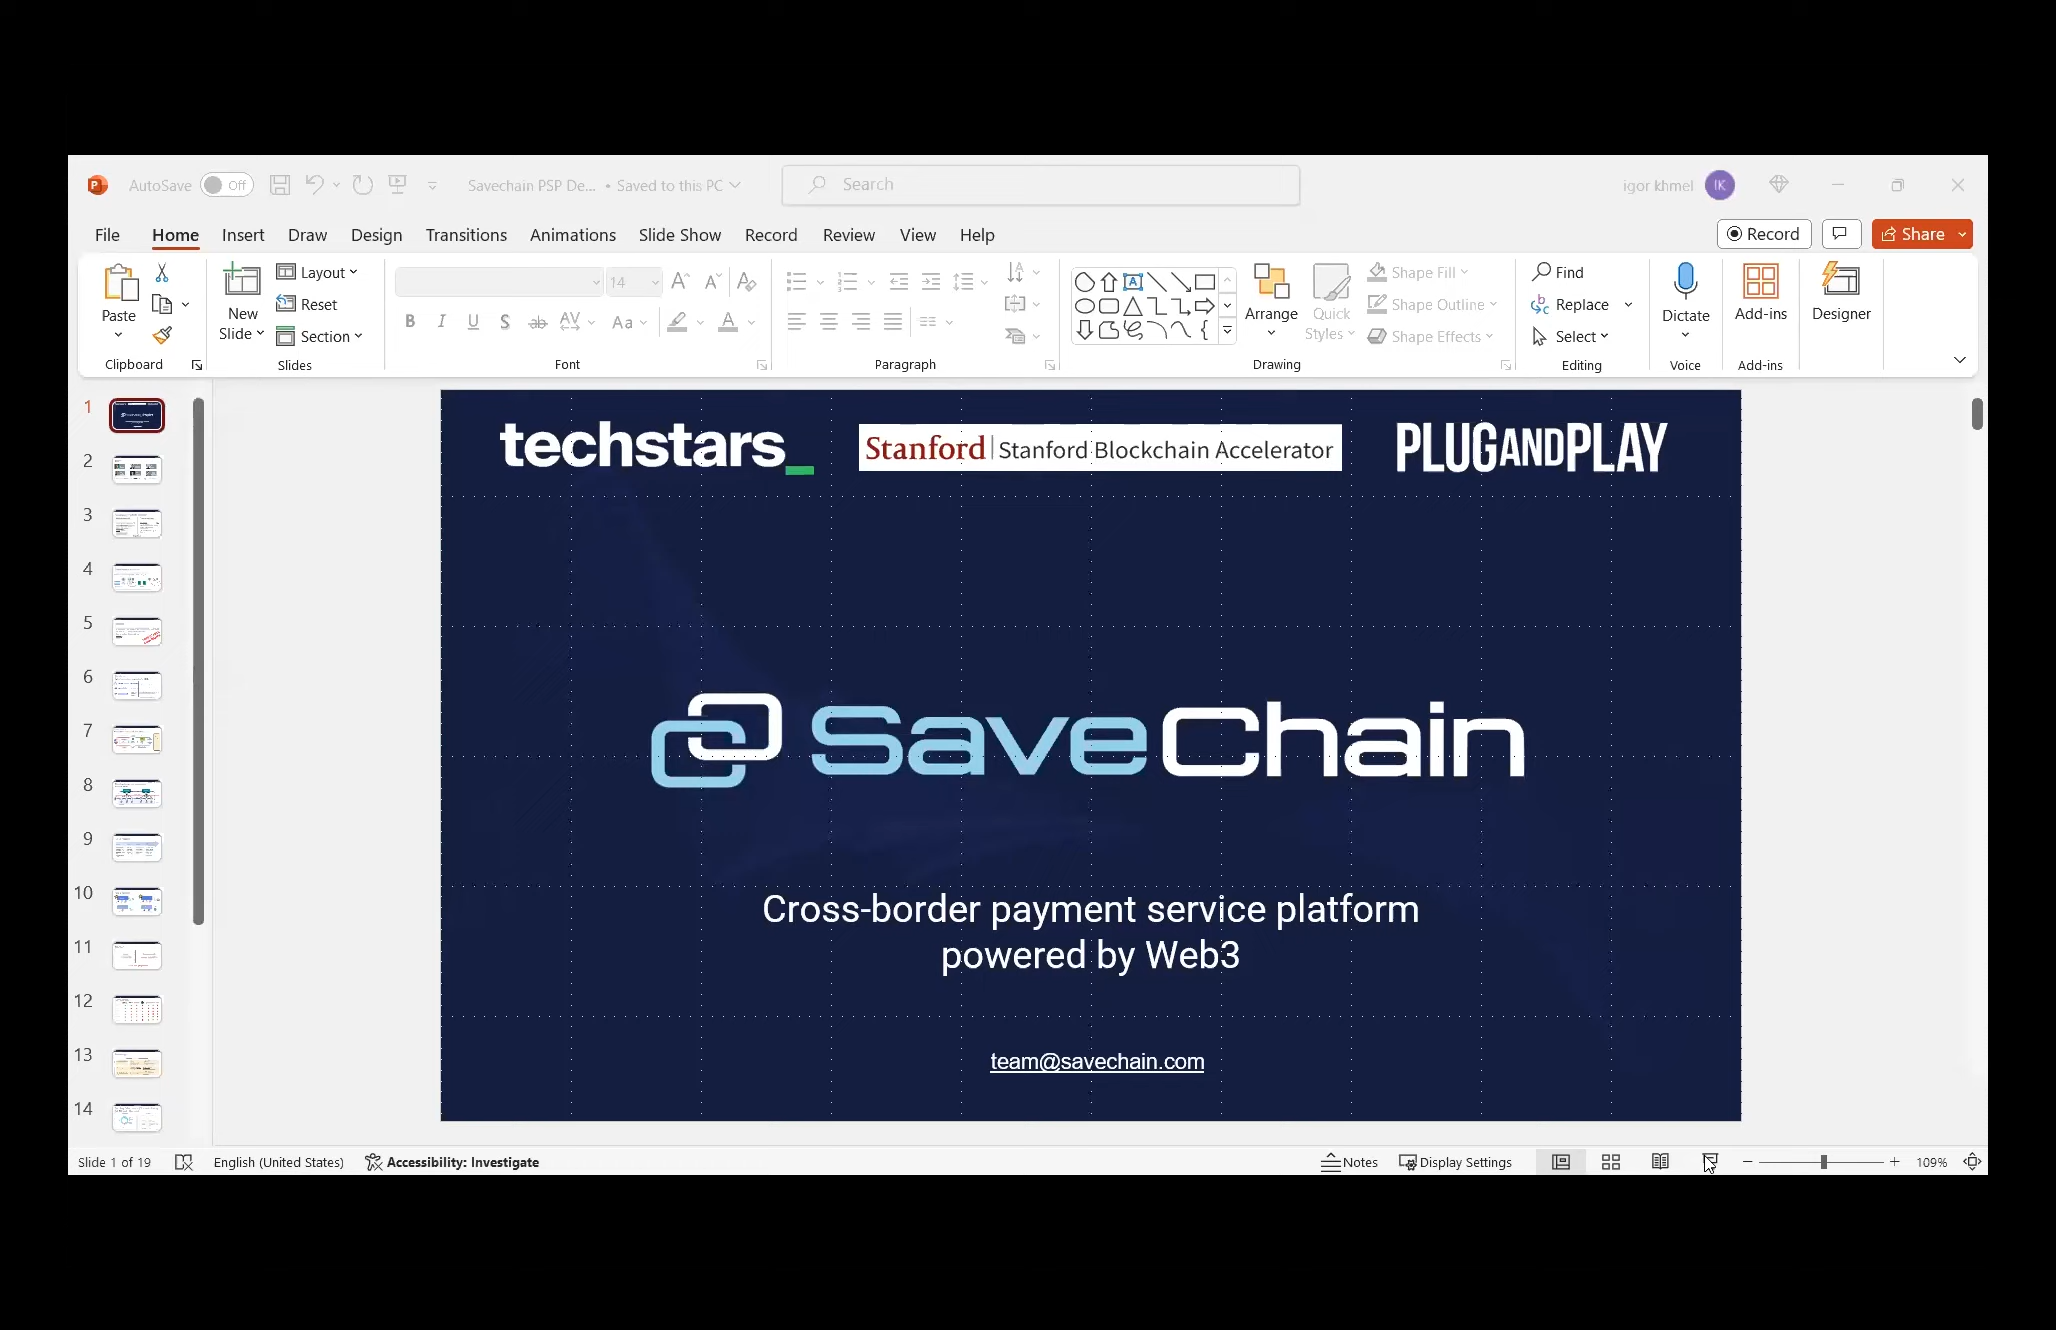 AutoSave Off Savechain PSP De... • Saved to this PC Search igor khmel IK
File Home Insert Draw Design Transitions Animations Slide Show Record Review View Help Record Share
Paste
Clipboard
New
Slide
Layout
Reset
Section
Slides
14
B I U S ab AV Aa A
Font
Paragraph
Arrange
Quick
Styles
Shape Fill
Shape Outline
Shape Effects
Drawing
Find
Replace
Select
Editing
Dictate
Voice
Add-ins
Add-ins
Designer
1
2
3
4
5
6
7
8
9
10
11
12
13
14
techstars_
Stanford | Stanford Blockchain Accelerator
PLUGANDPLAY
SaveChain
Cross-border payment service platform
powered by Web3
team@savechain.com
Slide 1 of 19 English (United States) Accessibility: Investigate Notes Display Settings 109%